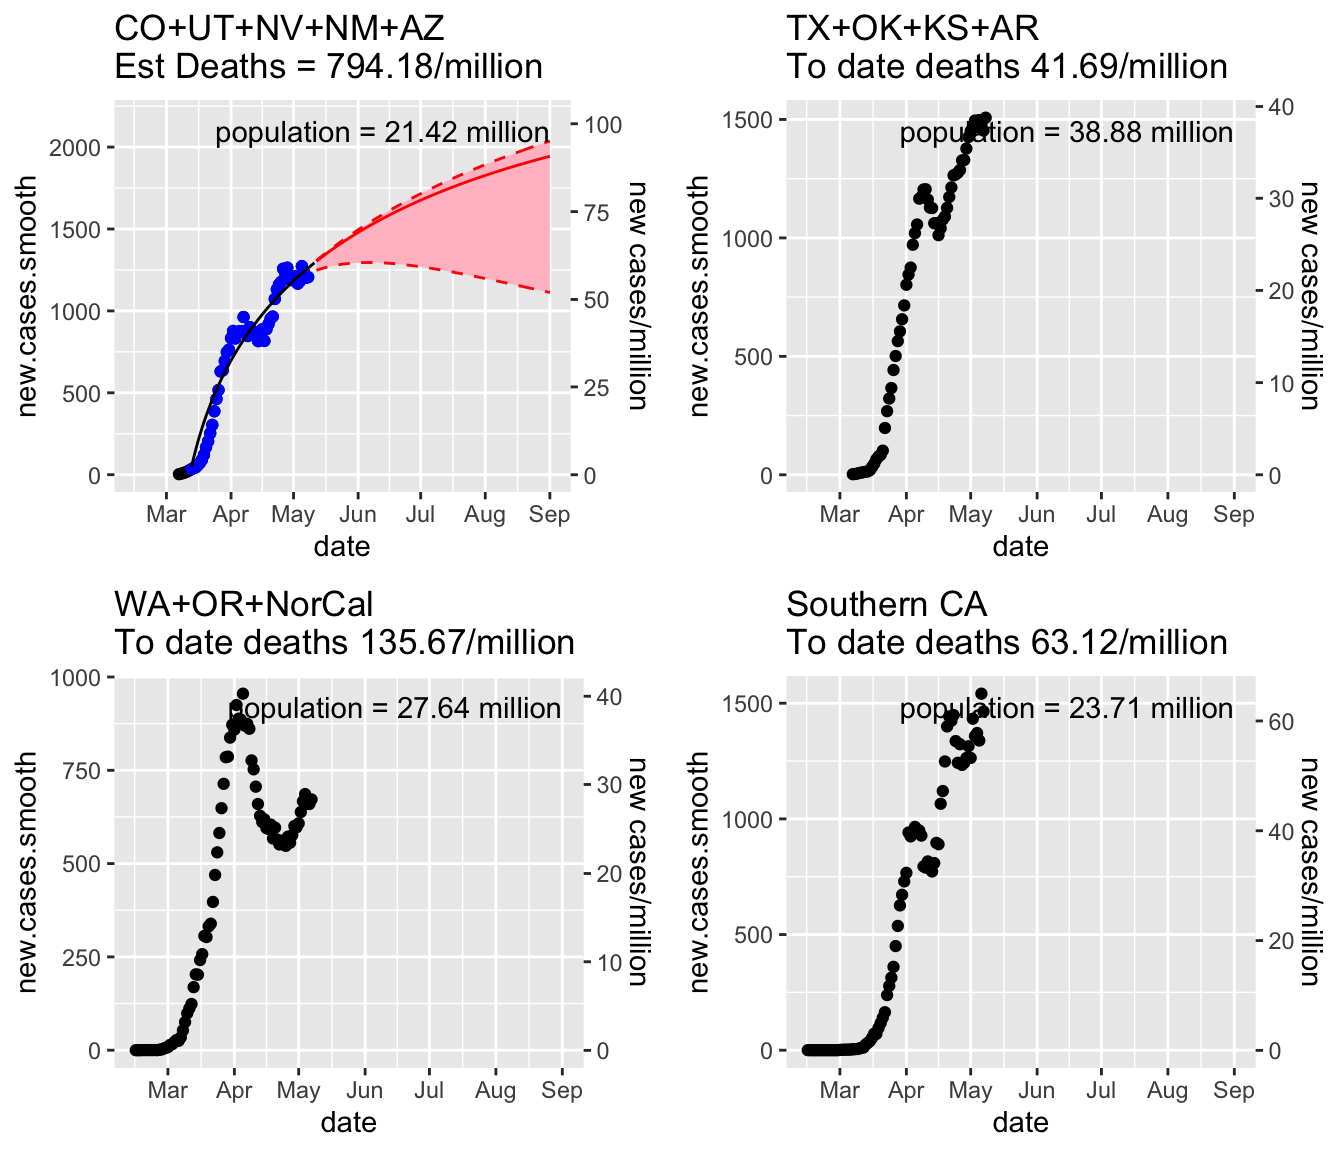 CO+UT+NV+NM+AZ
Est Deaths = 794.18/million
population = 21.42 million
new.cases.smooth
2000
1500
1000
500
0
100
75
50
25
0
new cases/million
Mar Apr May Jun Jul Aug Sep
date
TX+OK+KS+AR
To date deaths 41.69/million
population = 38.88 million
new.cases.smooth
1500
1000
500
0
40
30
20
10
0
new cases/million
Mar Apr May Jun Jul Aug Sep
date
WA+OR+NorCal
To date deaths 135.67/million
population = 27.64 million
new.cases.smooth
1000
750
500
250
0
40
30
20
10
0
new cases/million
Mar Apr May Jun Jul Aug Sep
date
Southern CA
To date deaths 63.12/million
population = 23.71 million
new.cases.smooth
1500
1000
500
0
60
40
20
0
new cases/million
Mar Apr May Jun Jul Aug Sep
date